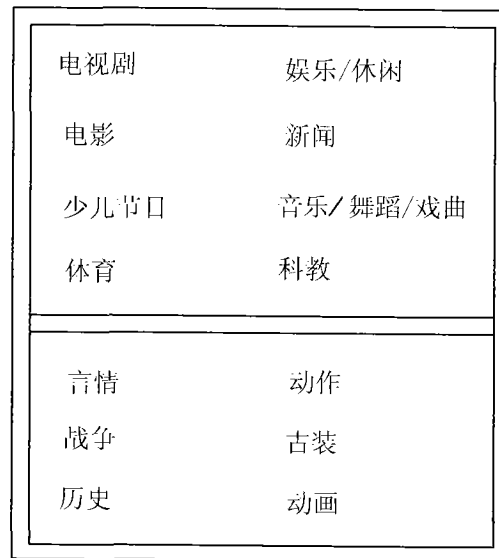 电视剧 娱乐/休闲
电影 新闻
少儿节目 音乐/舞蹈/戏曲
体育 科教
言情 动作
战争 古装
历史 动画